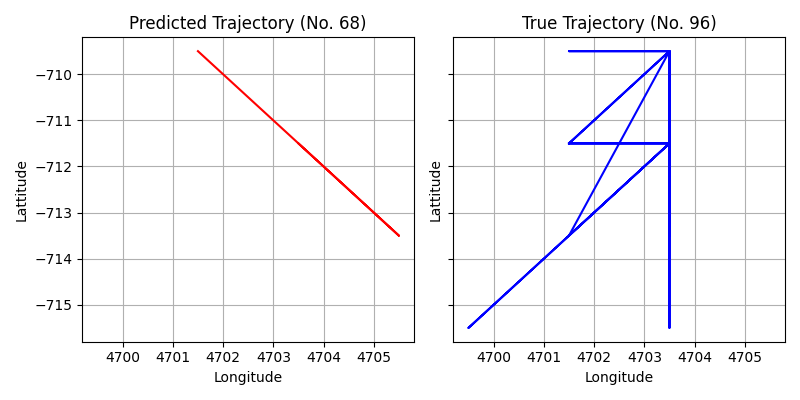 Predicted Trajectory (No. 68)
True Trajectory (No. 96)
Lattitude
−710
−711
−712
−713
−714
−715
4700 4701 4702 4703 4704 4705
Longitude
Lattitude
4700 4701 4702 4703 4704 4705
Longitude